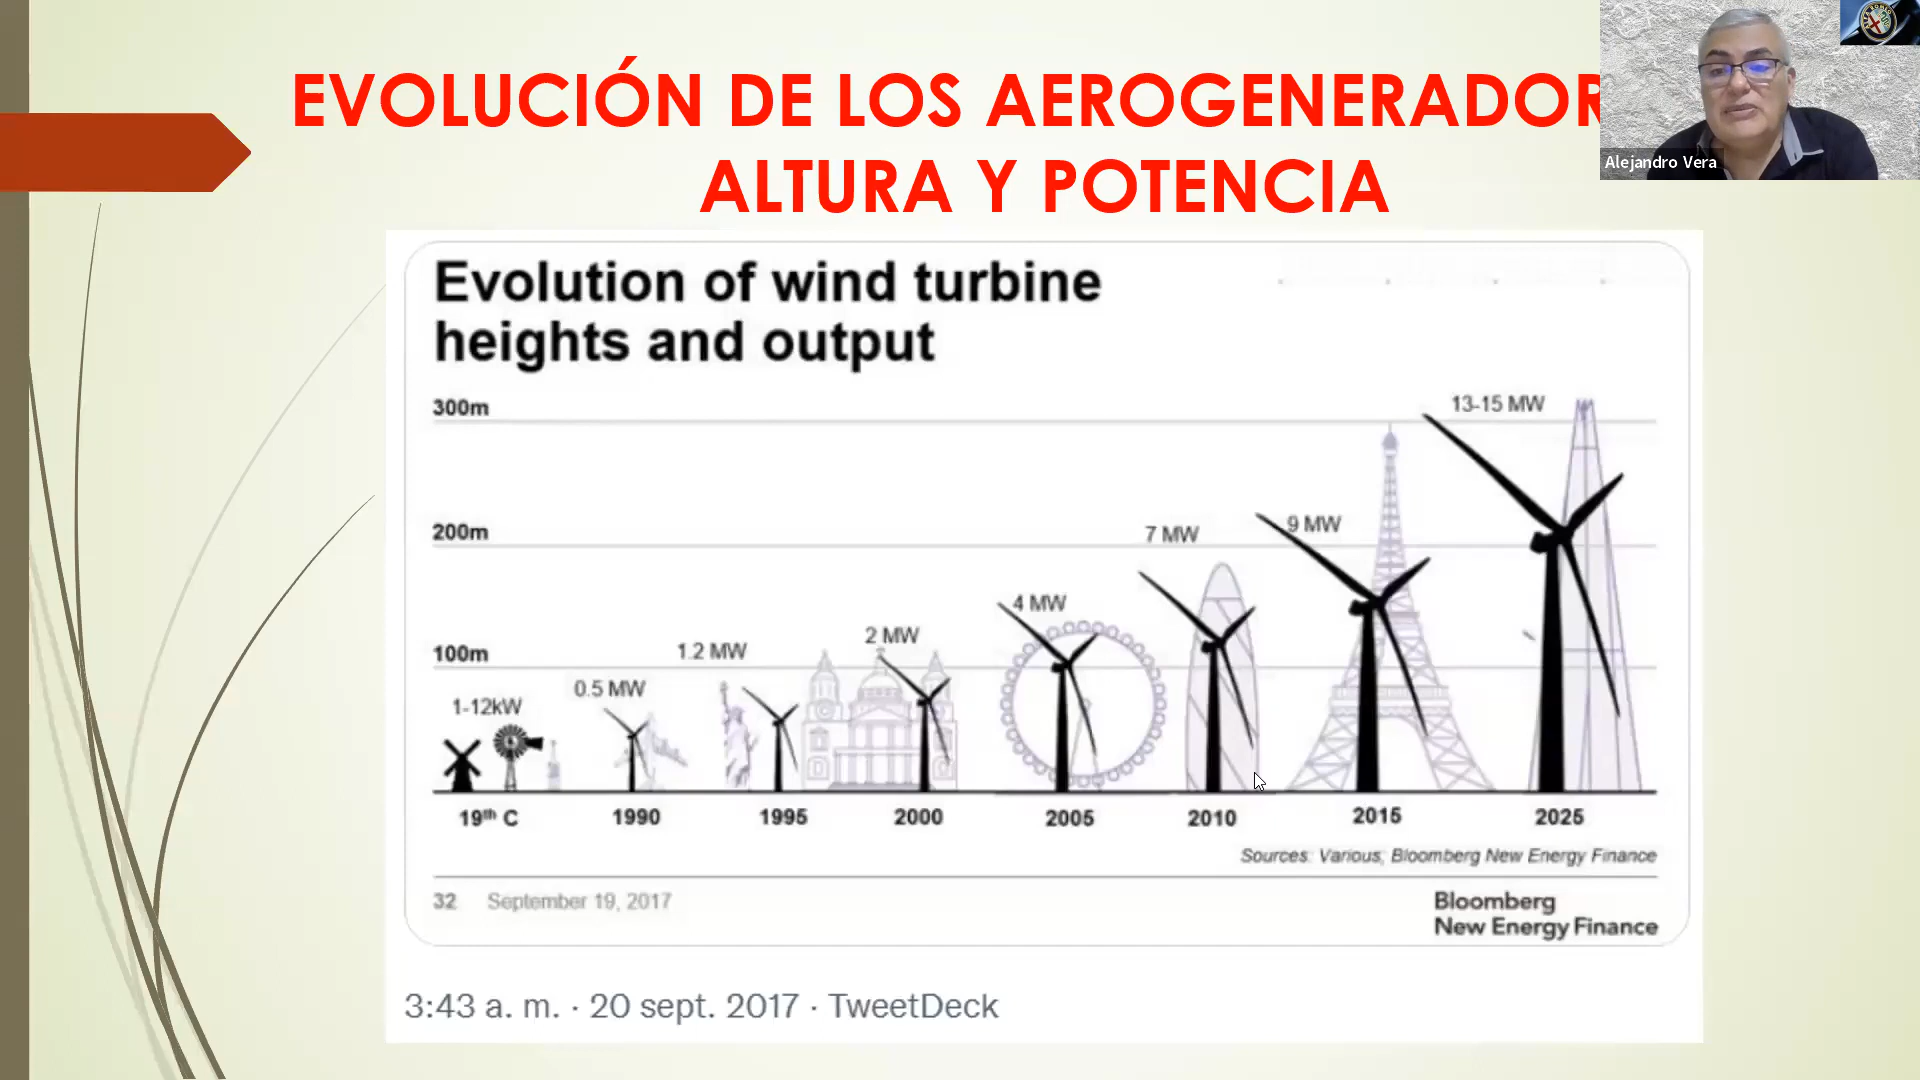 EVOLUCIÓN DE LOS AEROGENERADOR
ALTURA Y POTENCIA
Alejandro Vera
Evolution of wind turbine
heights and output
300m
13-15 MW
200m
7 MW
9 MW
4 MW
100m
1.2 MW
2 MW
0.5 MW
1-12kW
19th C
1990
1995
2000
2005
2010
2015
2025
Sources: Various, Bloomberg New Energy Finance
32 September 19, 2017
Bloomberg
New Energy Finance
3:43 a. m. · 20 sept. 2017 · TweetDeck